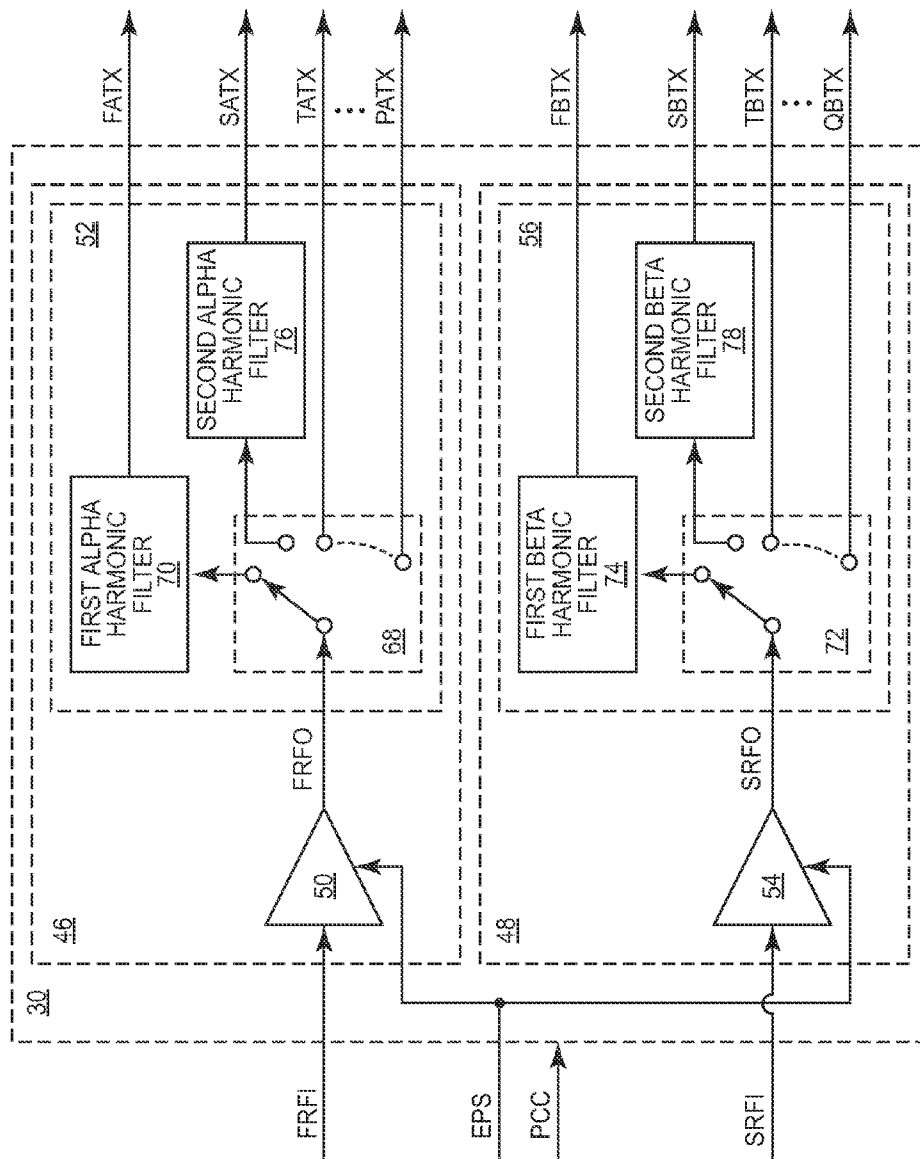 30
46
FRFI
50
FRFO
52
68
FIRST ALPHA
HARMONIC
FILTER
70
SECOND ALPHA
HARMONIC
FILTER
76
FATX
SATX
TATX
PATX
EPS
PCC
48
SRFI
54
SRFO
56
72
FIRST BETA
HARMONIC
FILTER
74
SECOND BETA
HARMONIC
FILTER
78
FBTX
SBTX
TBTX
QBTX